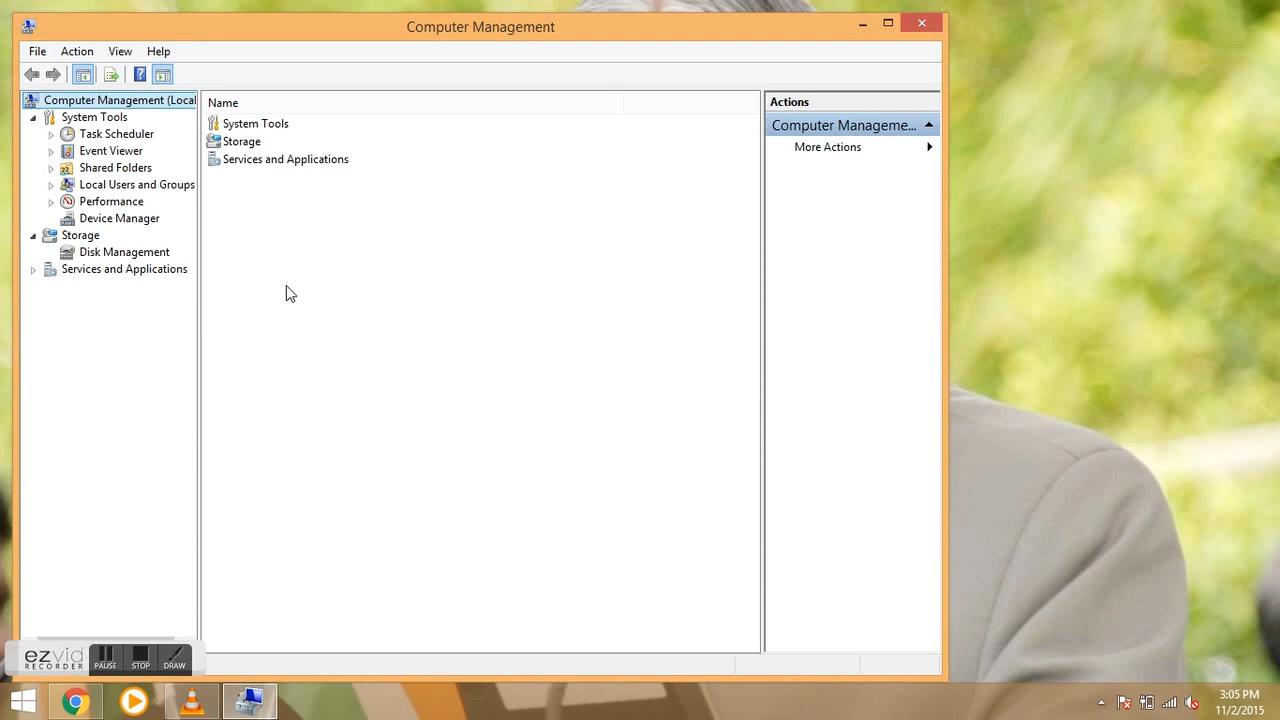 Computer Management
File Action View Help
Computer Management (Local
System Tools
Task Scheduler
Event Viewer
Shared Folders
Local Users and Groups
Performance
Device Manager
Storage
Disk Management
Services and Applications
Name
System Tools
Storage
Services and Applications
Actions
Computer Manageme...
More Actions
ezvid
RECORDER
PAUSE STOP DRAW
3:05 PM
11/2/2015